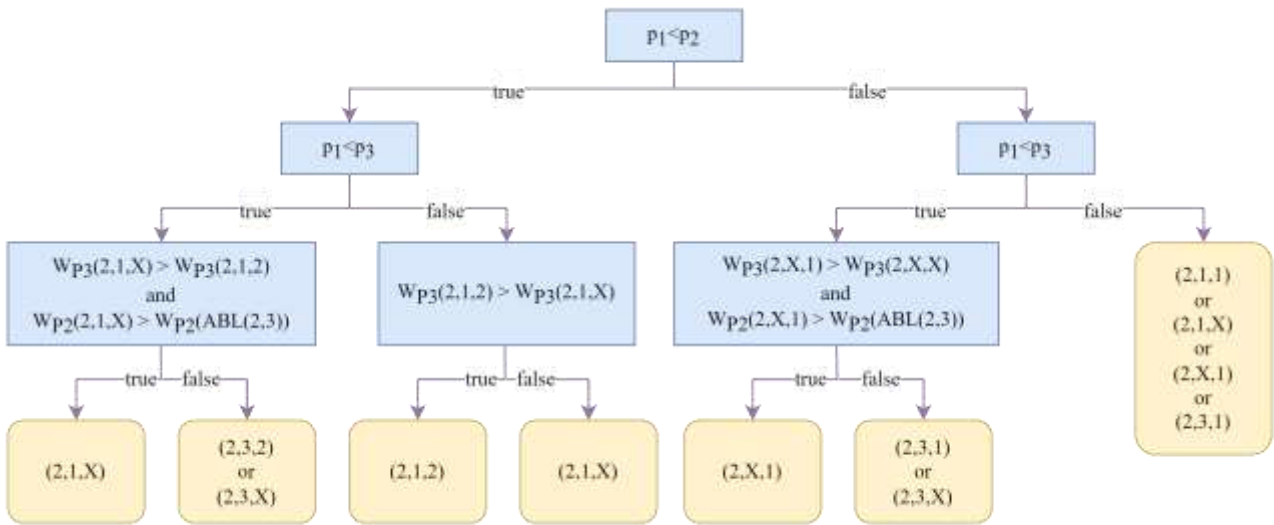 p1<p2
true
false
p1<p3
p1<p3
true
false
true
false
WP3(2,1,X) > WP3(2,1,2)
and
WP2(2,1,X) > WP2(ABL(2,3))
WP3(2,1,2) > WP3(2,1,X)
WP3(2,X,1) > WP3(2,X,X)
and
WP2(2,X,1) > WP2(ABL(2,3))
(2,1,1)
or
(2,1,X)
or
(2,X,1)
or
(2,3,1)
true
false
true
false
true
false
(2,1,X)
(2,3,2)
or
(2,3,X)
(2,1,2)
(2,1,X)
(2,X,1)
(2,3,1)
or
(2,3,X)